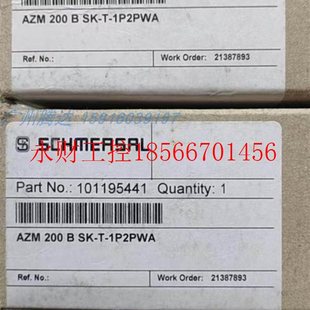 AZM 200 B SK-T-1P2PWA
Ref. No.:
Work Order: 21387893
SCHMERSAL
永财工控18566701456
Part No.: 101195441 Quantity: 1
AZM 200 B SK-T-1P2PWA
Ref. No.:
Work Order: 21387893